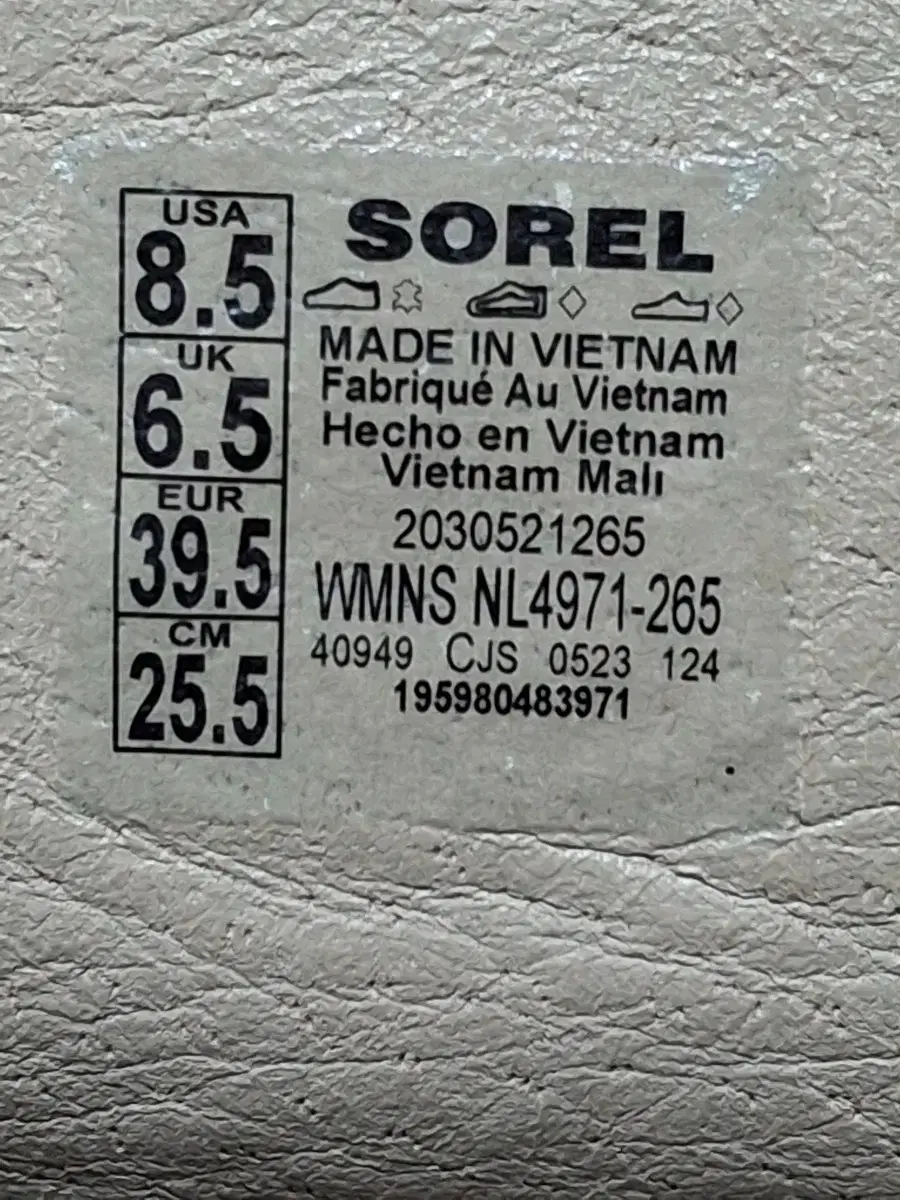 USA
8.5
UK
6.5
EUR
39.5
CM
25.5
SOREL
MADE IN VIETNAM
Fabriqué Au Vietnam
Hecho en Vietnam
Vietnam Malı
2030521265
WMNS NL4971-265
40949 CJS 0523 124
195980483971